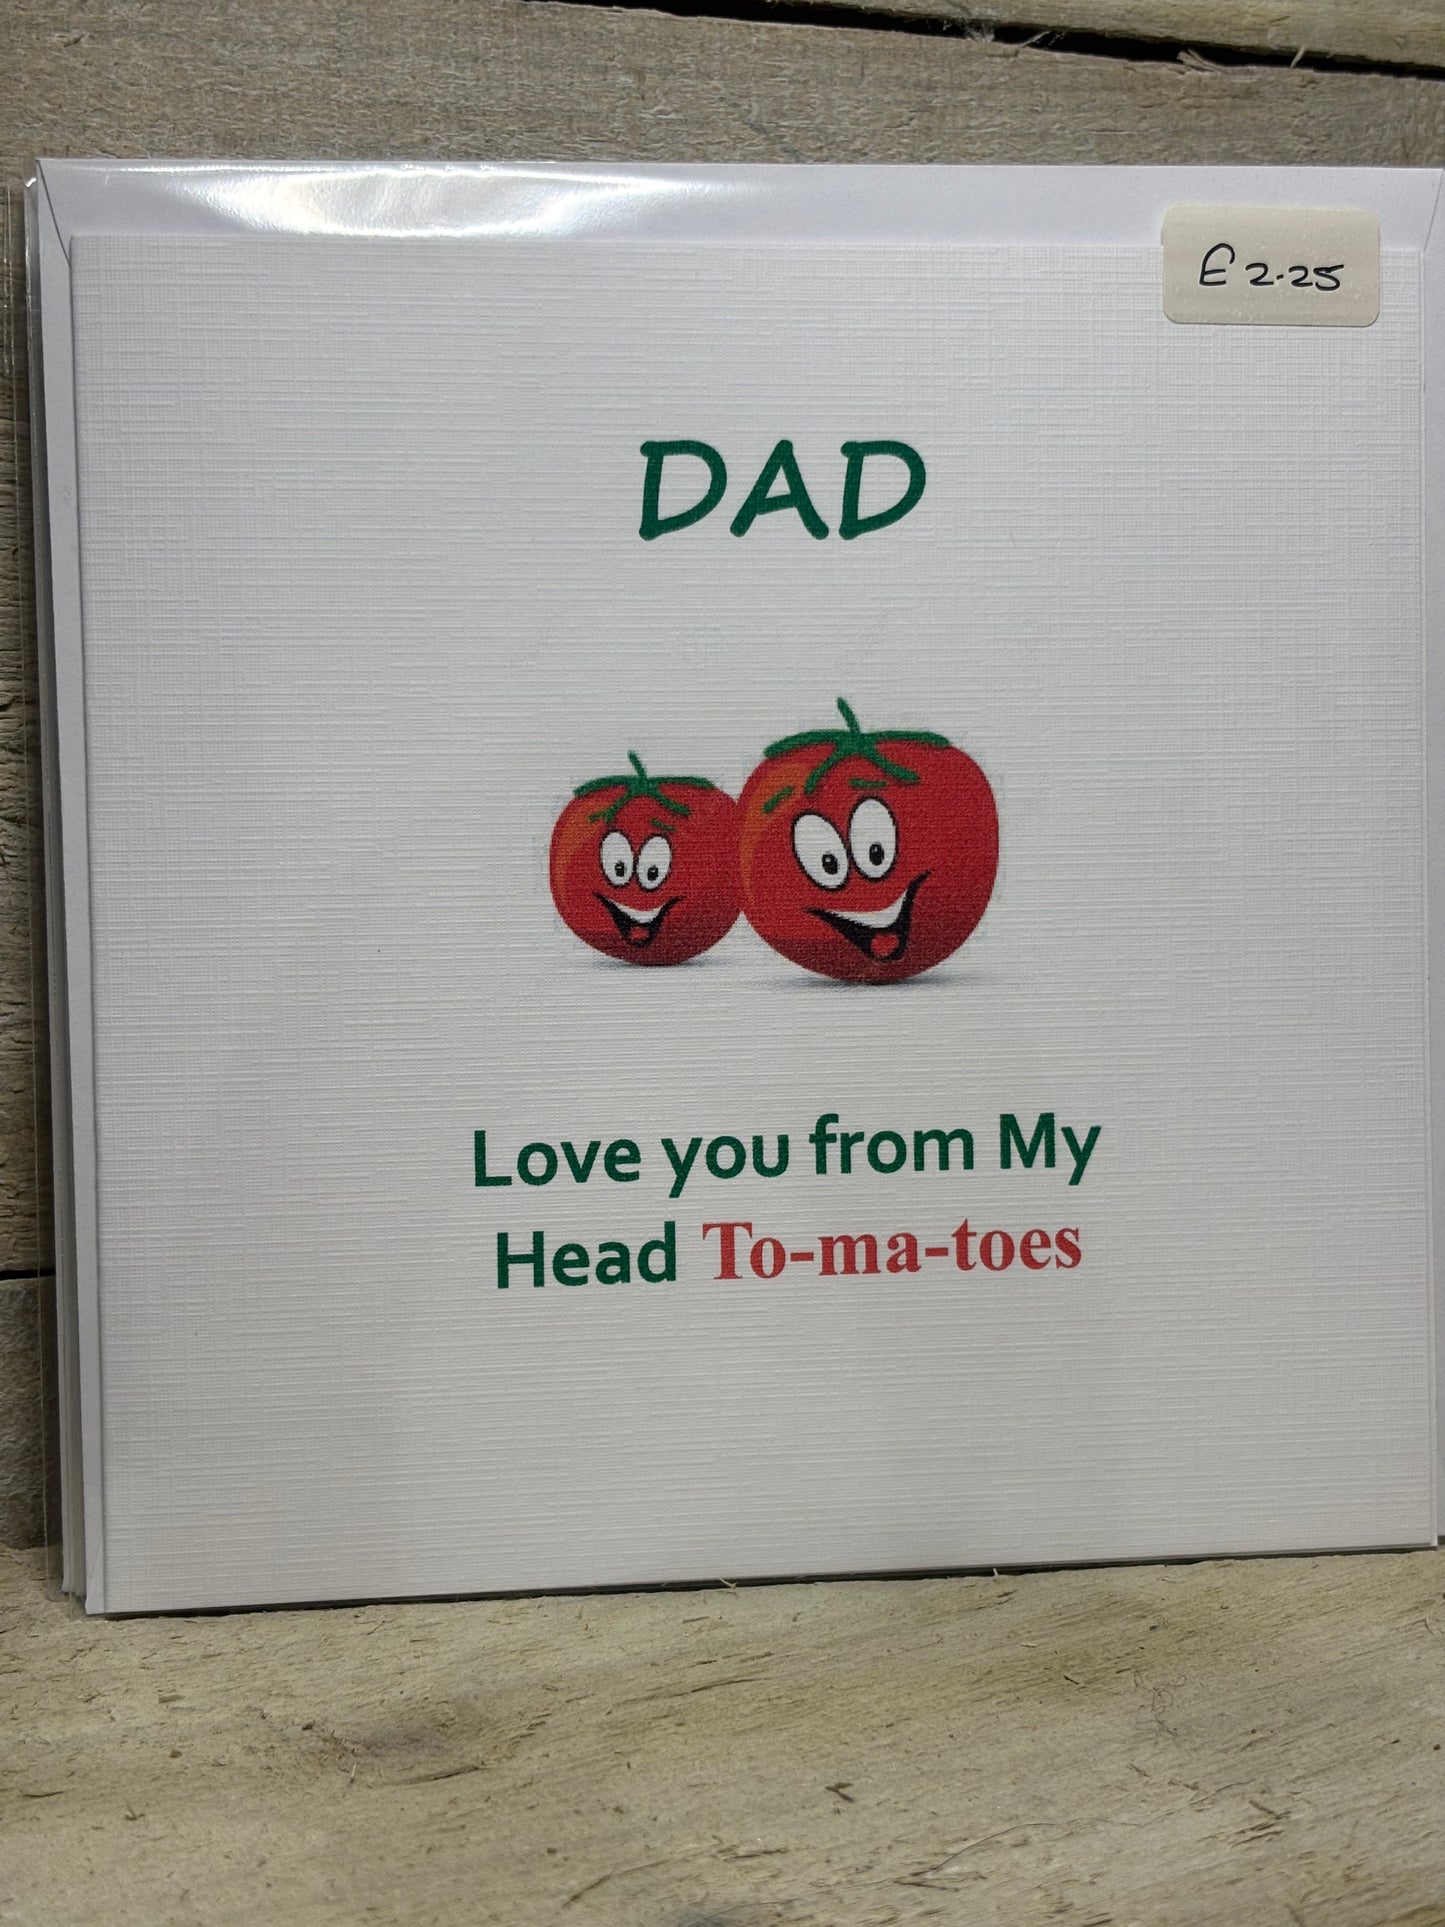 £2.25
DAD
Love you from My
Head To-ma-toes